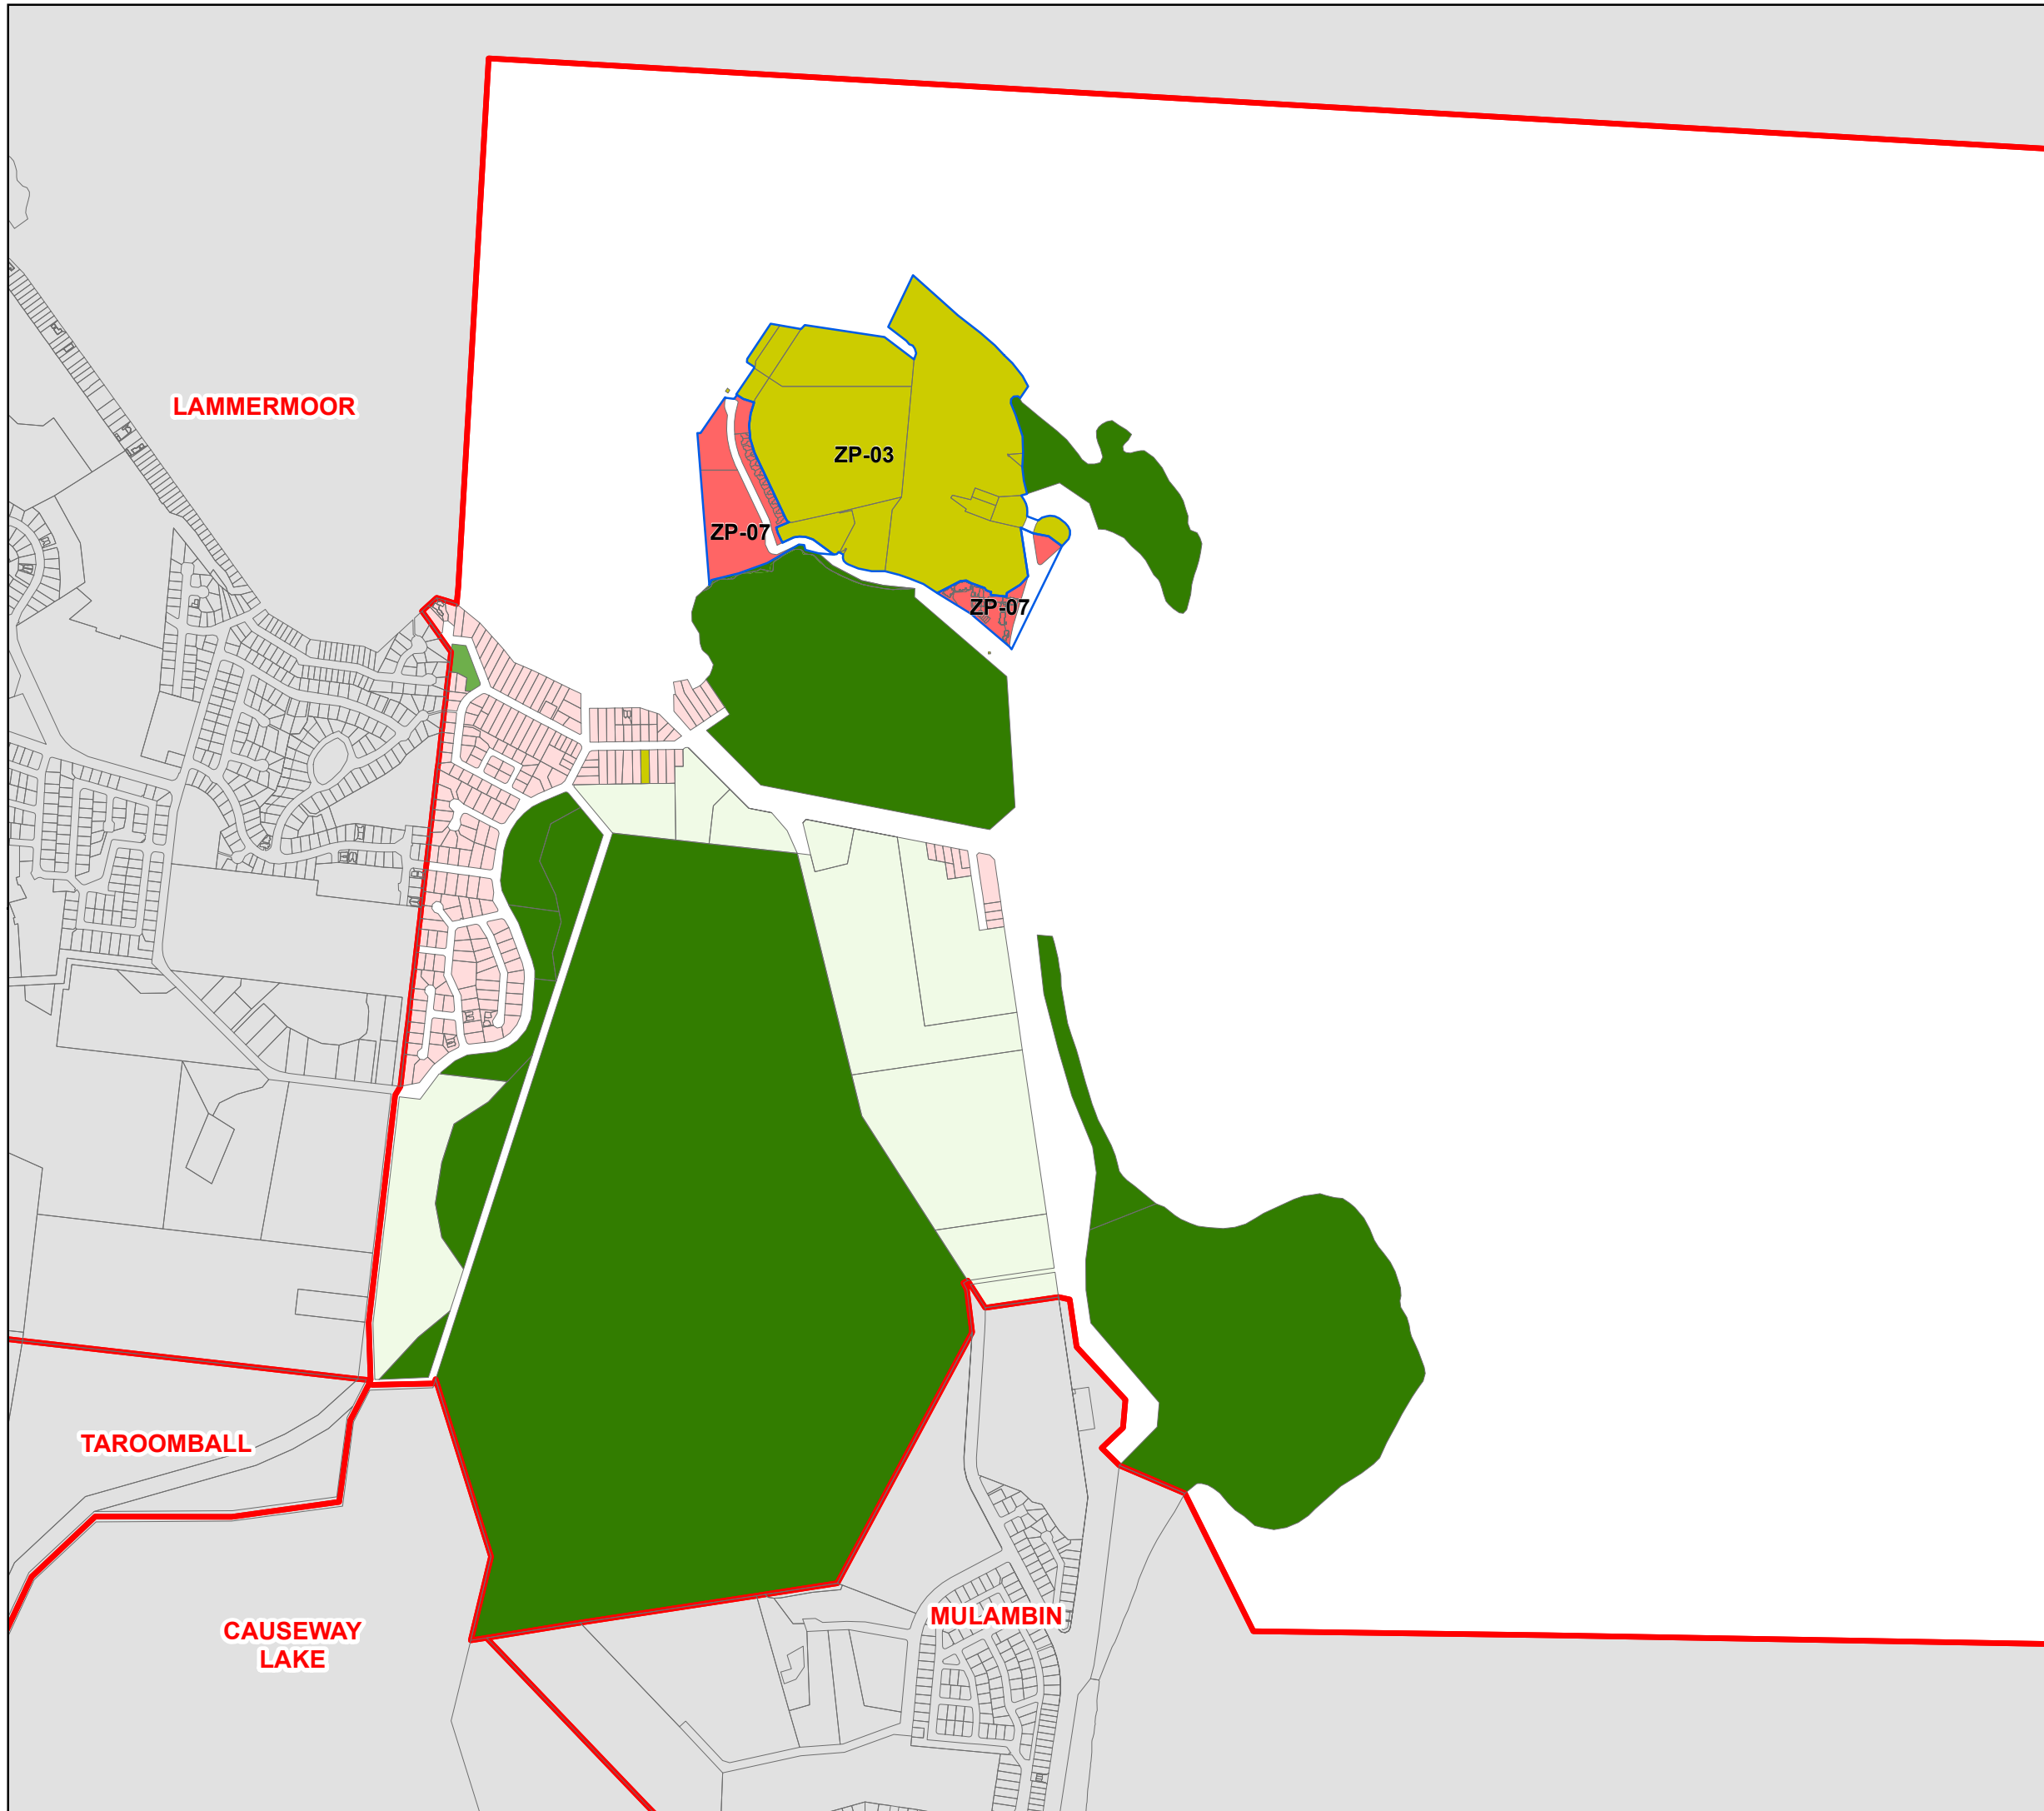 LAMMERMOOR
ZP-03
ZP-07
ZP-07
TAROOMBALL
CAUSEWAY
LAKE
MULAMBIN